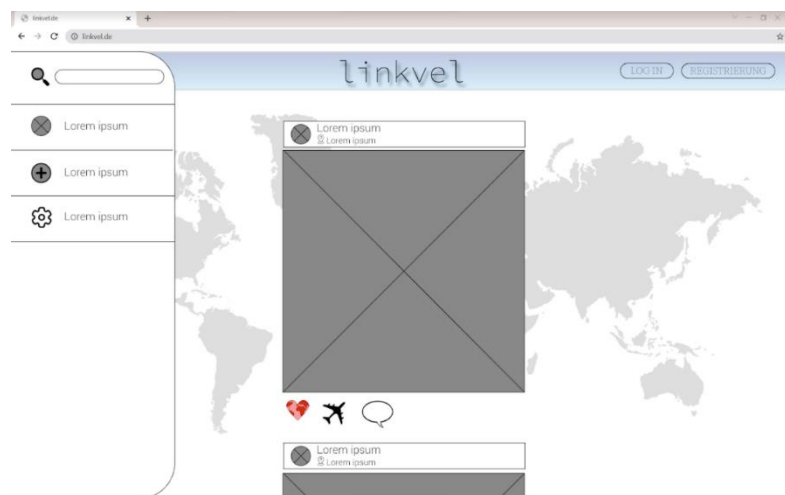 linkvel.de
linkvel.de
linkvel
LOG IN
REGISTRIERUNG
Lorem ipsum
Lorem ipsum
Lorem ipsum
Lorem ipsum
Lorem ipsum
Lorem ipsum
Lorem ipsum